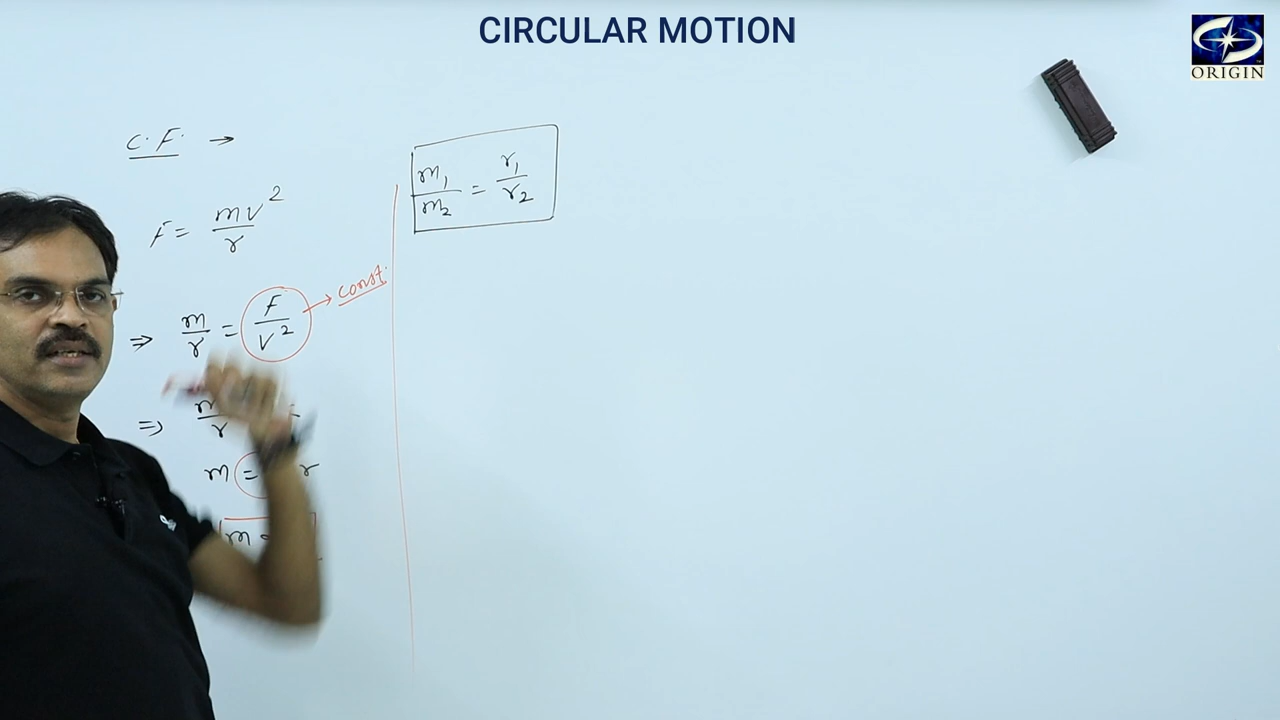 CIRCULAR MOTION
ORIGIN
C.F. →
F = mv²/r
⇒ m/r = F/v² → const.
⇒
m = r
m
m₁/m₂ = r₁/r₂